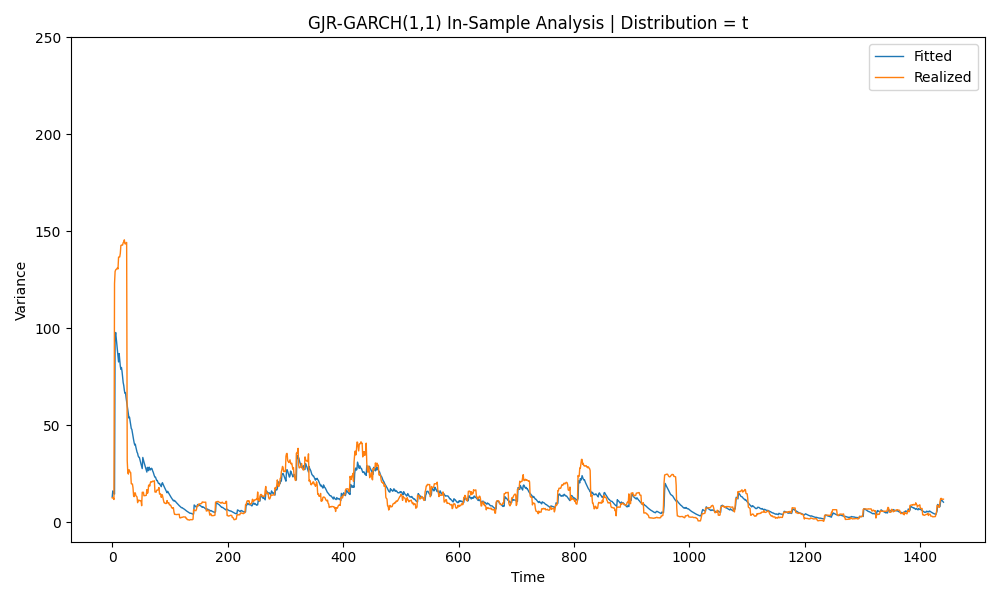 GJR-GARCH(1,1) In-Sample Analysis | Distribution = t
Fitted
Realized
Variance
250
200
150
100
50
0
0 200 400 600 800 1000 1200 1400
Time